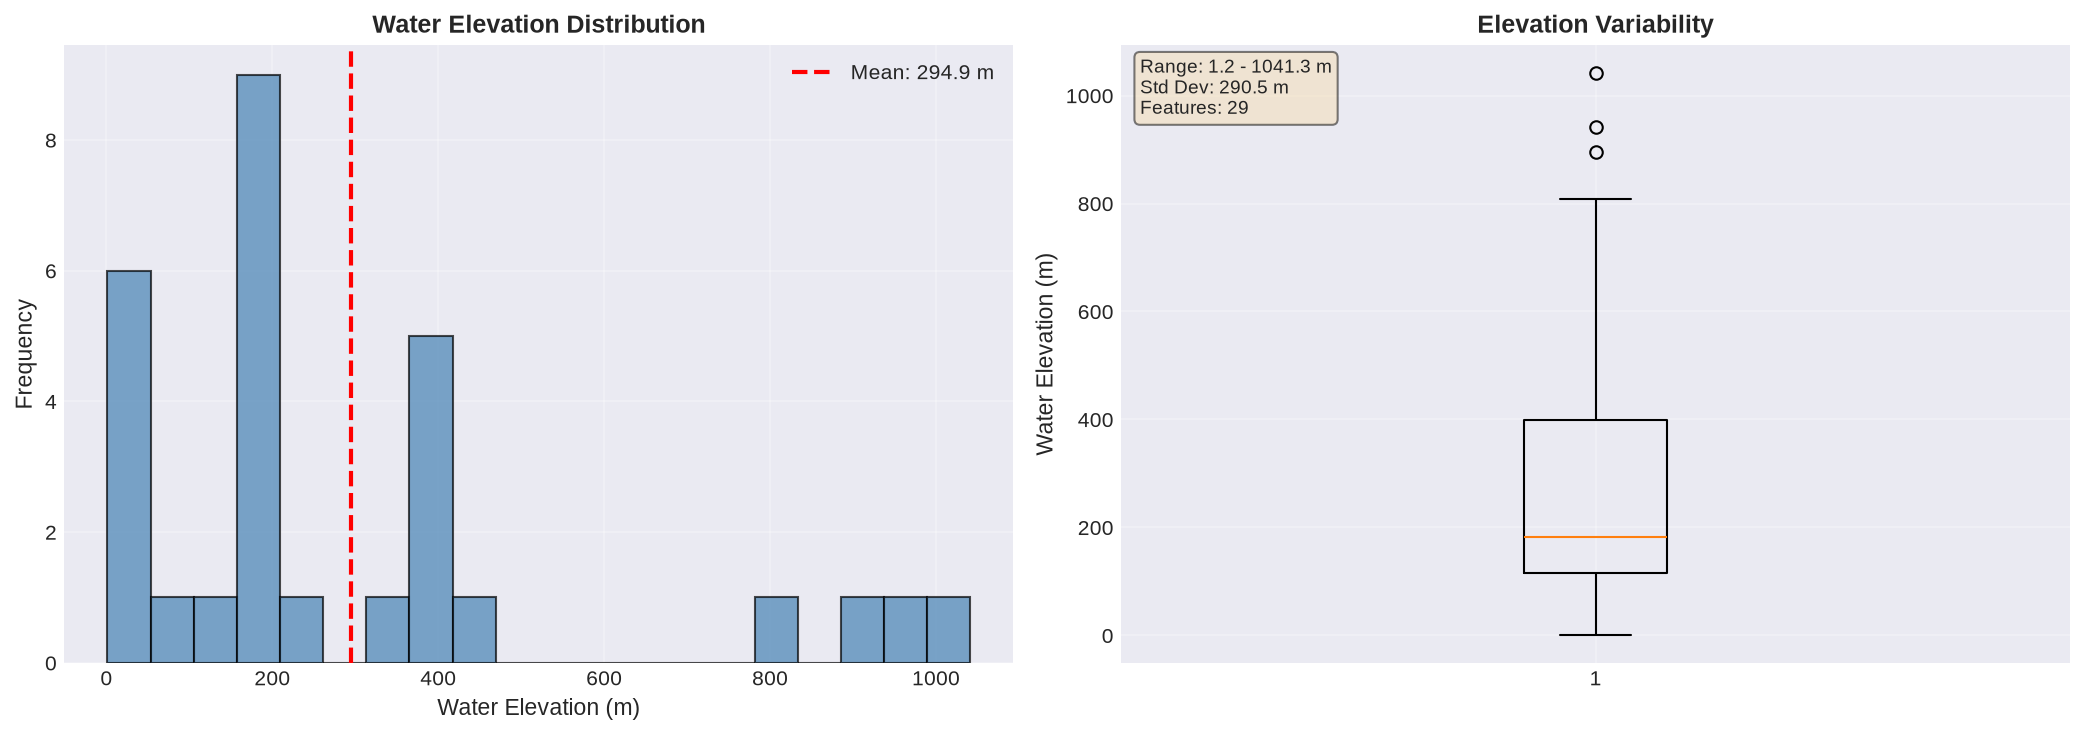 Water Elevation Distribution
Mean: 294.9 m
Frequency
8
6
4
2
0
0 200 400 600 800 1000
Water Elevation (m)
Elevation Variability
Range: 1.2 - 1041.3 m
Std Dev: 290.5 m
Features: 29
Water Elevation (m)
1000
800
600
400
200
0
1